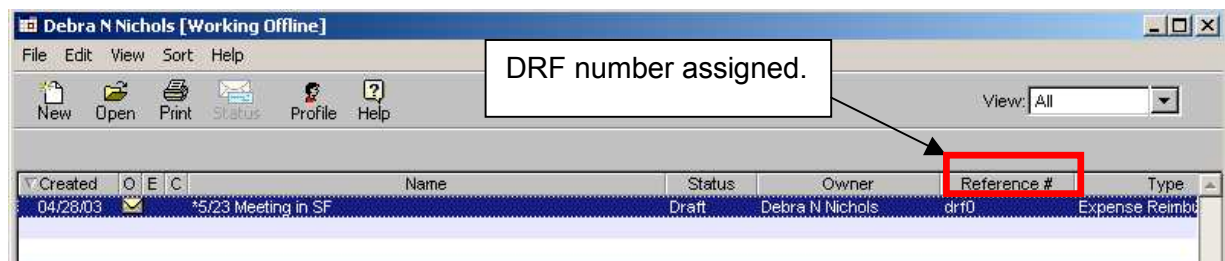 Debra N Nichols [Working Offline]
File Edit View Sort Help
DRF number assigned.
New Open Print Status Profile Help
View: All
Created O E C Name Status Owner Reference # Type
04/28/03 *5/23 Meeting in SF Draft Debra N Nichols drf0 Expense Reimbu